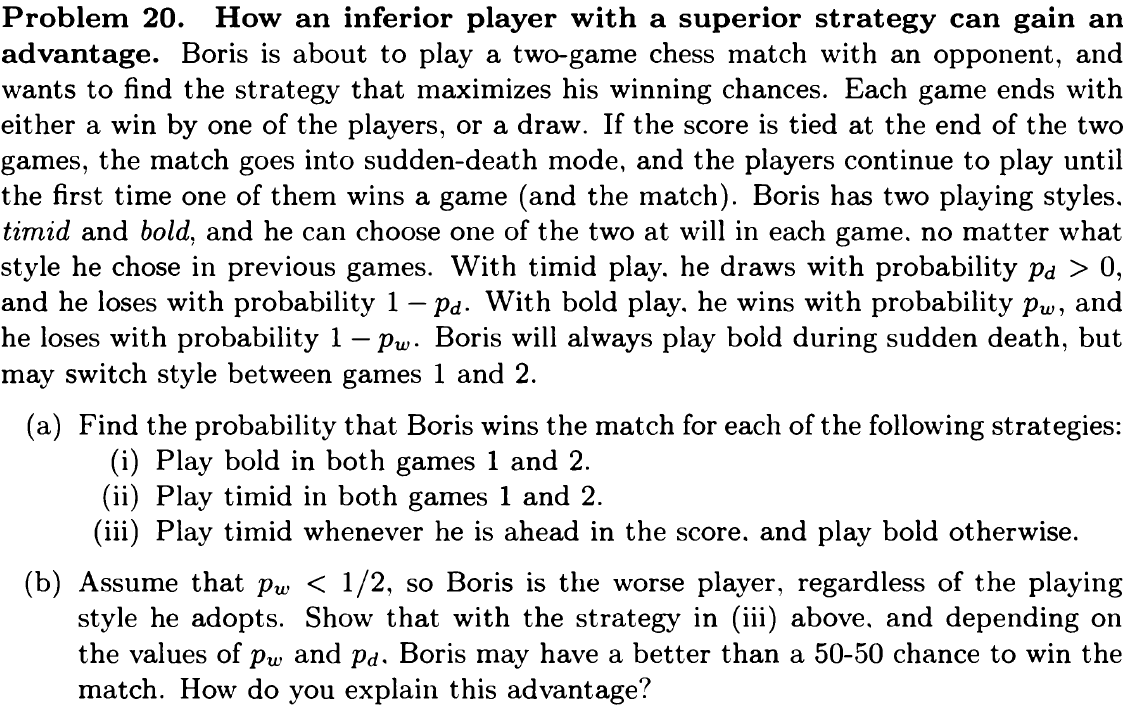 Problem 20. How an inferior player with a superior strategy can gain an
advantage. Boris is about to play a two-game chess match with an opponent, and
wants to find the strategy that maximizes his winning chances. Each game ends with
either a win by one of the players, or a draw. If the score is tied at the end of the two
games, the match goes into sudden-death mode, and the players continue to play until
the first time one of them wins a game (and the match). Boris has two playing styles.
timid and bold, and he can choose one of the two at will in each game. no matter what
style he chose in previous games. With timid play. he draws with probability p_d > 0,
and he loses with probability 1 − p_d. With bold play. he wins with probability p_w, and
he loses with probability 1 − p_w. Boris will always play bold during sudden death, but
may switch style between games 1 and 2.
(a) Find the probability that Boris wins the match for each of the following strategies:
(i) Play bold in both games 1 and 2.
(ii) Play timid in both games 1 and 2.
(iii) Play timid whenever he is ahead in the score. and play bold otherwise.
(b) Assume that p_w < 1/2, so Boris is the worse player, regardless of the playing
style he adopts. Show that with the strategy in (iii) above. and depending on
the values of p_w and p_d. Boris may have a better than a 50-50 chance to win the
match. How do you explain this advantage?